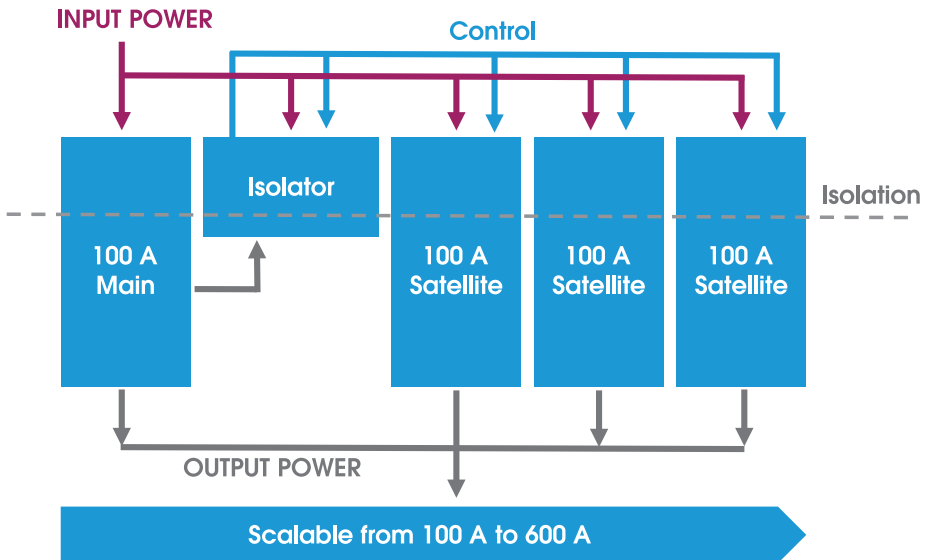 INPUT POWER
Control
Isolator
Isolation
100 A
Main
100 A
Satellite
100 A
Satellite
100 A
Satellite
OUTPUT POWER
Scalable from 100 A to 600 A